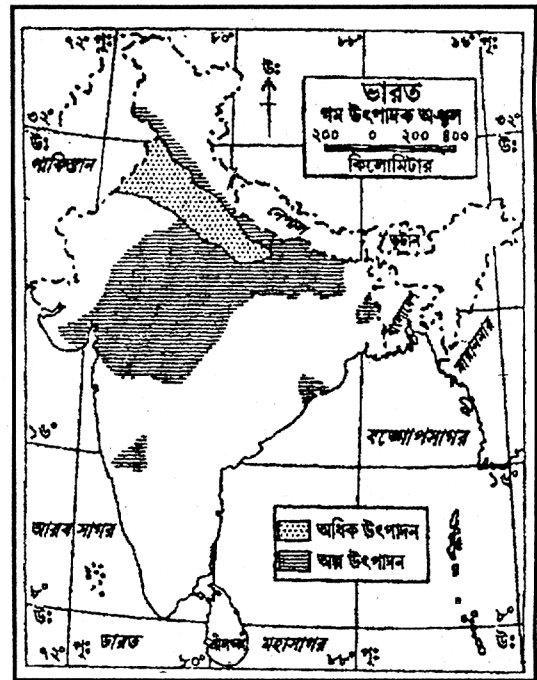 ৭২° পূঃ ৮০° ৮৮° ৯৬° পূঃ
উঃ
ভারত
গম উৎপাদক অঞ্চল
২০০ ০ ২০০ ৪০০
কিলোমিটার
৩২° উঃ
৩২° উঃ
পাকিস্তান
নেপাল
ভুটান
বাংলাদেশ
মায়ানমার
১৬°
বঙ্গোপসাগর
১৬°
আরব সাগর
অধিক উৎপাদন
অল্প উৎপাদন
৮° উঃ
৮° উঃ
ভারত মহাসাগর
৭২° পূঃ ৮০° ৮৮° পূঃ